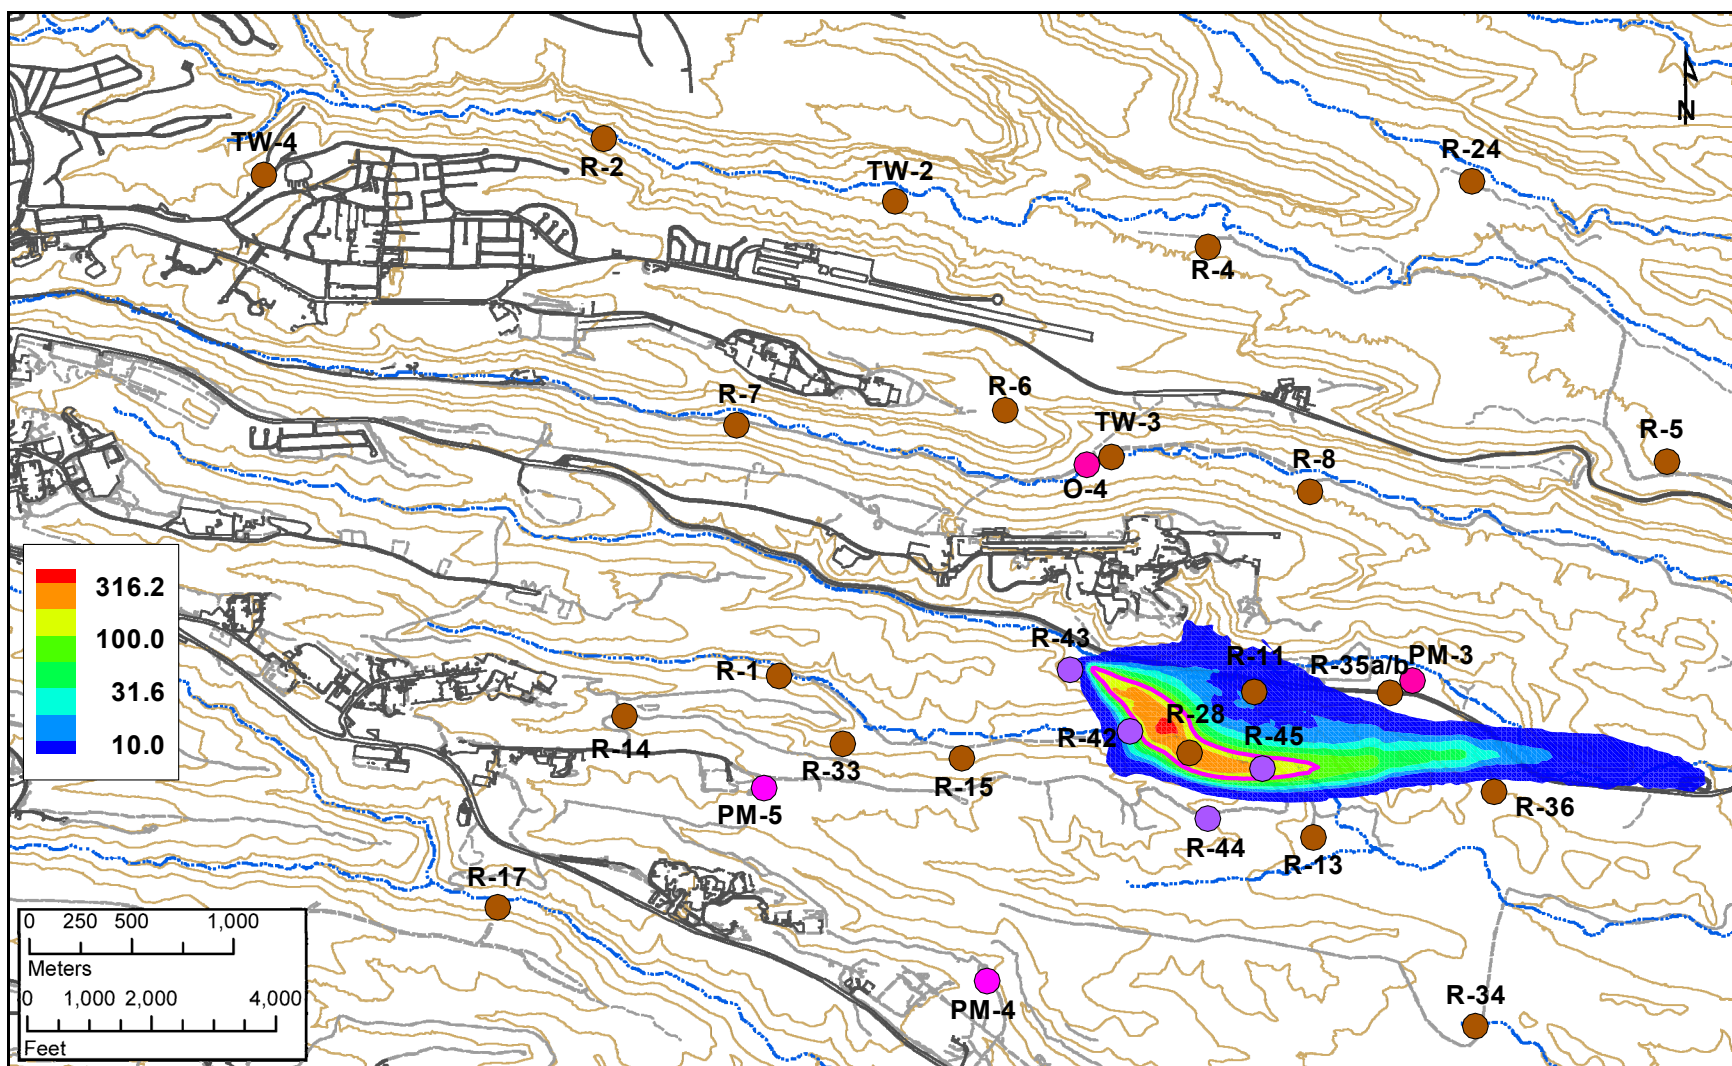 N
TW-4
R-2
R-24
TW-2
R-4
R-7
R-6
TW-3
R-5
O-4
R-8
316.2
100.0
31.6
10.0
R-43
R-1
R-11
R-35a/b
PM-3
R-28
R-14
R-42
R-45
R-33
R-15
PM-5
R-36
R-44
R-13
R-17
0 250 500 1,000
Meters
0 1,000 2,000 4,000
Feet
PM-4
R-34